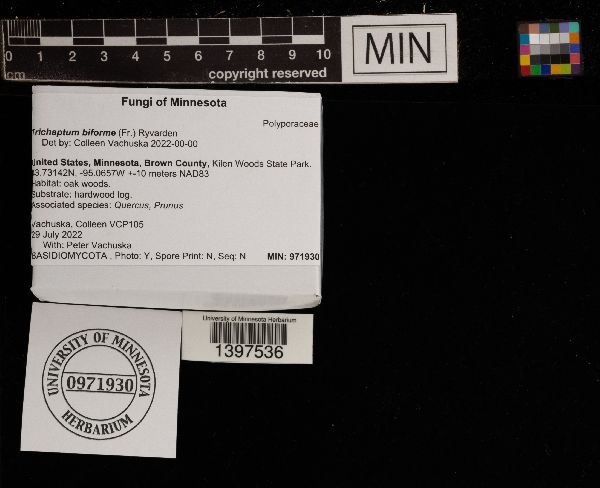 0 1 2 3 4 5 6 7 8 9 10
cm
copyright reserved
MIN
Fungi of Minnesota
Polyporaceae
Trichaptum biforme (Fr.) Ryvarden
Det by: Colleen Vachuska 2022-00-00
United States, Minnesota, Brown County, Kilen Woods State Park.
43.73142N, -95.0657W +-10 meters NAD83
Habitat: oak woods.
Substrate: hardwood log.
Associated species: Quercus, Prunus
Vachuska, Colleen VCP105
29 July 2022
With: Peter Vachuska
BASIDIOMYCOTA , Photo: Y, Spore Print: N, Seq: N MIN: 971930
University of Minnesota Herbarium
1397536
UNIVERSITY OF MINNESOTA
0971930
HERBARIUM